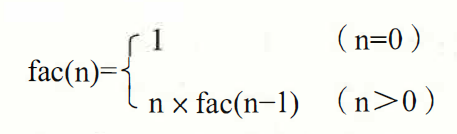 1 （n=0）
fac(n)={
n × fac(n−1) （n＞0）